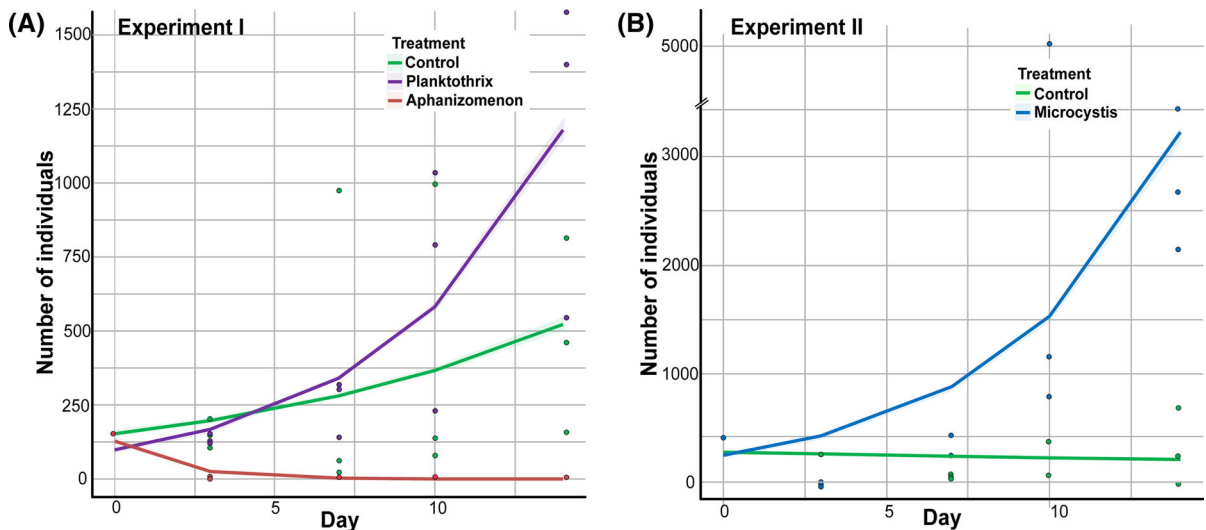 (A)
Experiment I
Treatment
Control
Planktothrix
Aphanizomenon
Number of individuals
1500
1250
1000
750
500
250
0
0
5
10
Day
(B)
Experiment II
Treatment
Control
Microcystis
Number of individuals
5000
3000
2000
1000
0
0
5
10
Day